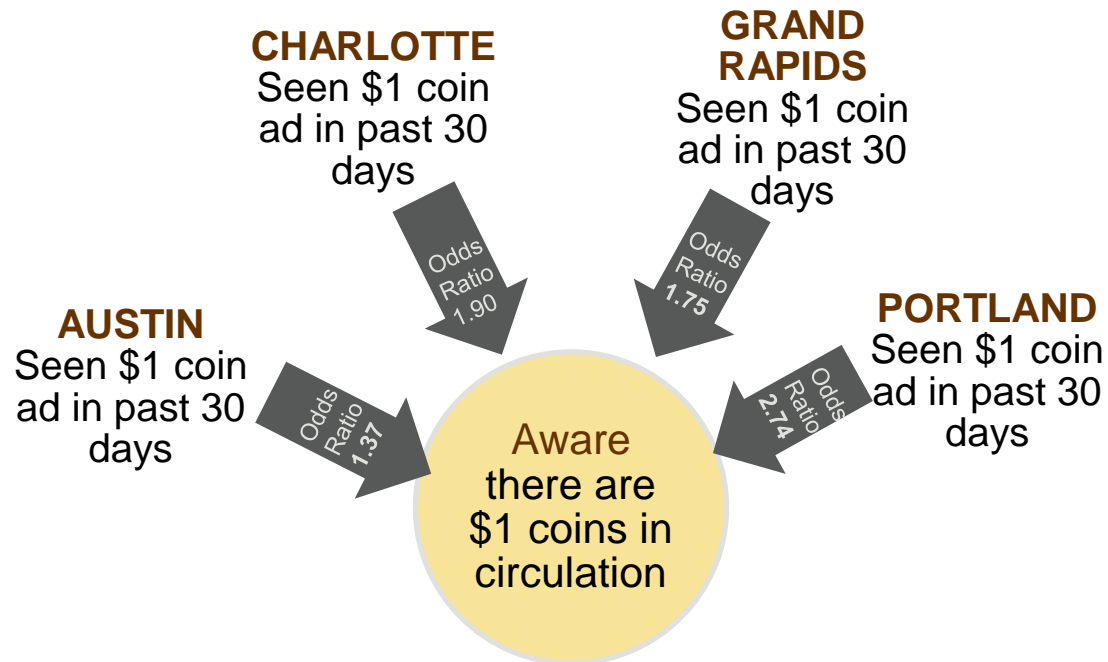 CHARLOTTE
Seen $1 coin
ad in past 30
days
Odds
Ratio
1.90
GRAND
RAPIDS
Seen $1 coin
ad in past 30
days
Odds
Ratio
1.75
AUSTIN
Seen $1 coin
ad in past 30
days
Odds
Ratio
1.37
PORTLAND
Seen $1 coin
ad in past 30
days
Odds
Ratio
2.74
Aware
there are
$1 coins in
circulation